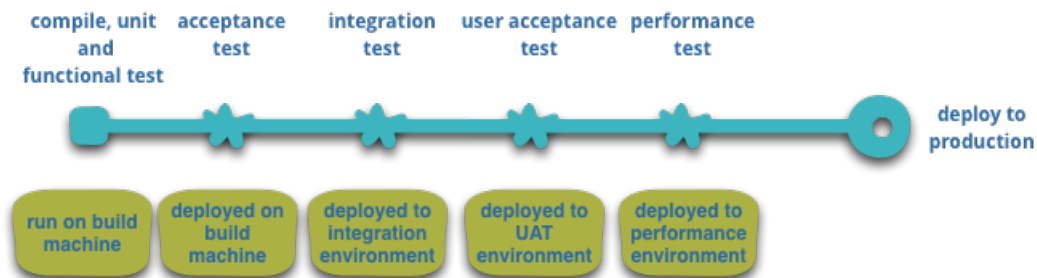 compile, unit
and
functional test
acceptance
test
integration
test
user acceptance
test
performance
test
deploy to
production
run on build
machine
deployed on
build
machine
deployed to
integration
environment
deployed to
UAT
environment
deployed to
performance
environment